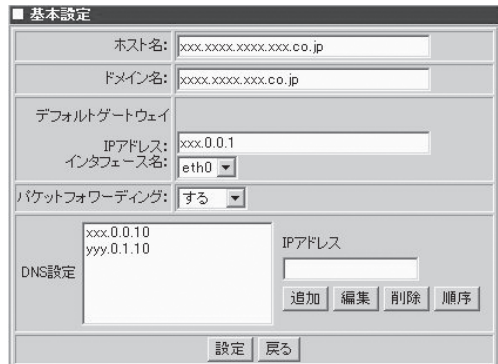 ■ 基本設定
ホスト名: xxx.xxxx.xxxx.xxx.co.jp
ドメイン名: xxxx.xxxx.xxx.co.jp
デフォルトゲートウェイ
IPアドレス: xxx.0.0.1
インタフェース名: eth0
パケットフォワーディング: する
DNS設定
xxx.0.0.10
yyy.0.1.10
IPアドレス
追加 編集 削除 順序
設定 戻る